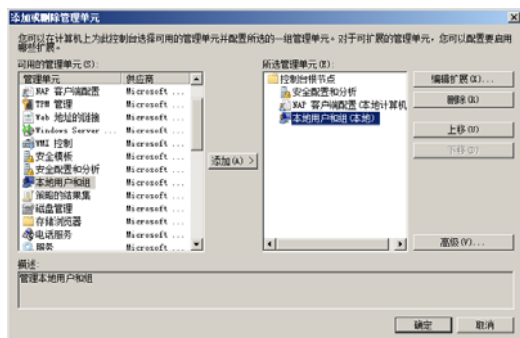 添加或删除管理单元
您可以在计算机上为此控制台选择可用的管理单元并配置所选的一组管理单元。对于可扩展的管理单元，您可以配置要启用哪些扩展。
可用的管理单元(S):
管理单元 供应商
NAP 客户端配置 Microsoft ...
TPM 管理 Microsoft ...
Web 地址的链接 Microsoft ...
Windows Server ... Microsoft ...
WMI 控制 Microsoft ...
安全模板 Microsoft ...
安全配置和分析 Microsoft ...
本地用户和组 Microsoft ...
策略的结果集 Microsoft ...
磁盘管理 Microsoft ...
存储浏览器 Microsoft ...
电话服务 Microsoft ...
服务 Microsoft ...
添加(A) >
所选管理单元(E):
控制台根节点
安全配置和分析
NAP 客户端配置(本地计算机
本地用户和组(本地)
编辑扩展(X)...
删除(R)
上移(U)
下移(D)
高级(V)...
描述:
管理本地用户和组
确定 取消